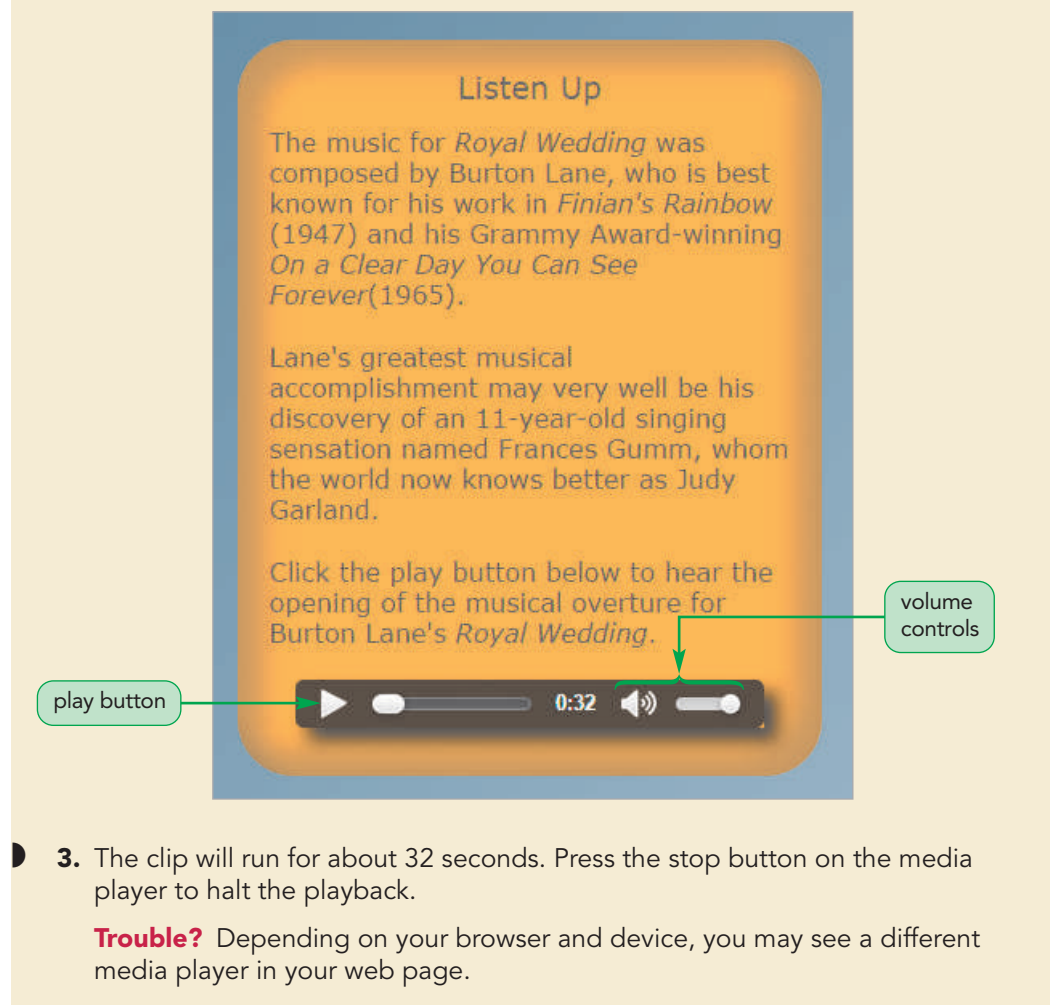 Listen Up
The music for Royal Wedding was
composed by Burton Lane, who is best
known for his work in Finian's Rainbow
(1947) and his Grammy Award-winning
On a Clear Day You Can See
Forever(1965).
Lane's greatest musical
accomplishment may very well be his
discovery of an 11-year-old singing
sensation named Frances Gumm, whom
the world now knows better as Judy
Garland.
Click the play button below to hear the
opening of the musical overture for
Burton Lane's Royal Wedding.
volume
controls
play button
0:32
3. The clip will run for about 32 seconds. Press the stop button on the media
player to halt the playback.
Trouble? Depending on your browser and device, you may see a different
media player in your web page.